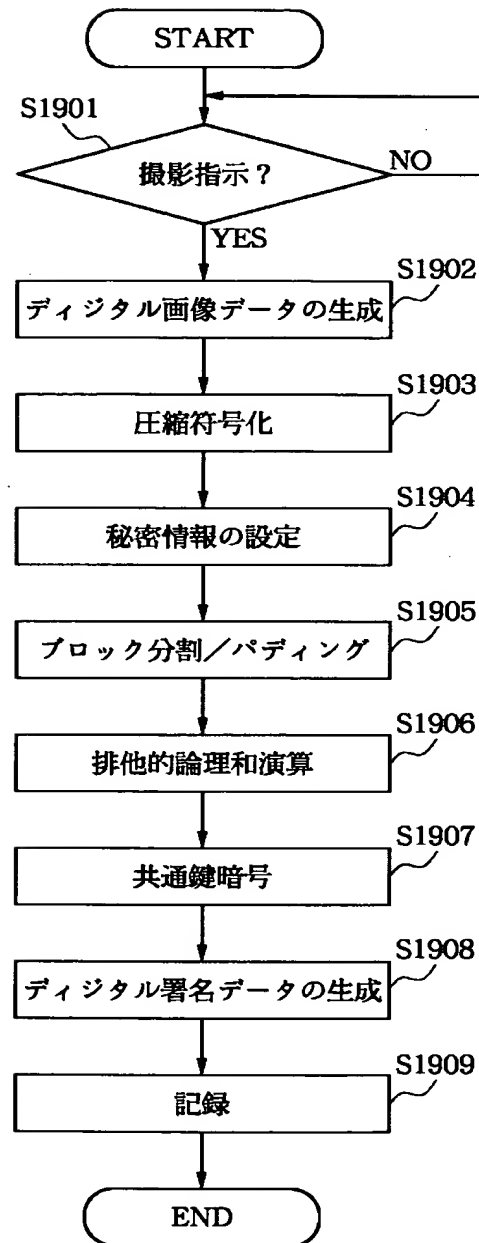 START
S1901
撮影指示?
NO
YES
S1902
ディジタル画像データの生成
S1903
圧縮符号化
S1904
秘密情報の設定
S1905
ブロック分割／パディング
S1906
排他的論理和演算
S1907
共通鍵暗号
S1908
ディジタル署名データの生成
S1909
記録
END